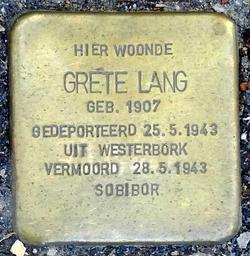 HIER WOONDE
GRETE LANG
GEB. 1907
GEDEPORTEERD 25.5.1943
UIT WESTERBORK
VERMOORD 28.5.1943
SOBIBOR